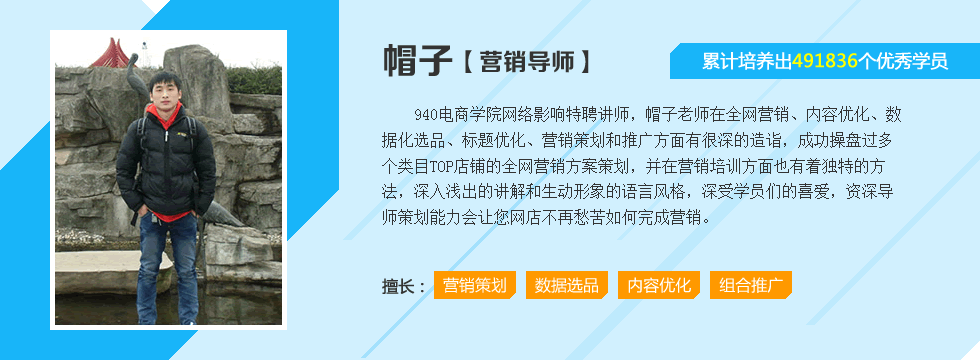 帽子【营销导师】
累计培养出491836个优秀学员
940电商学院网络影响特聘讲师，帽子老师在全网营销、内容优化、数
据化选品、标题优化、营销策划和推广方面有很深的造诣，成功操盘过多
个类目TOP店铺的全网营销方案策划，并在营销培训方面也有着独特的方
法，深入浅出的讲解和生动形象的语言风格，深受学员们的喜爱，资深导
师策划能力会让您网店不再愁苦如何完成营销。
擅长： 营销策划 数据选品 内容优化 组合推广